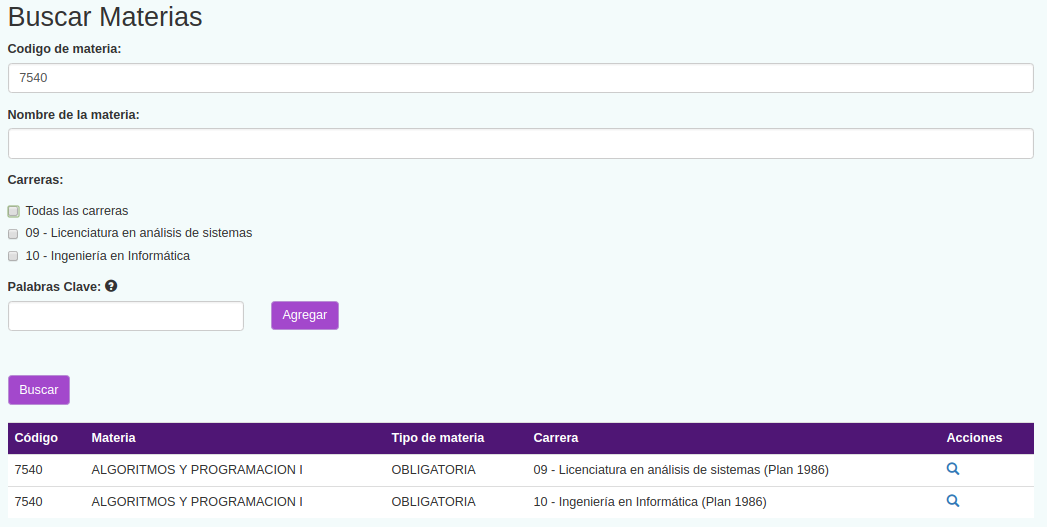 Buscar Materias
Codigo de materia:
7540
Nombre de la materia:
Carreras:
Todas las carreras
09 - Licenciatura en análisis de sistemas
10 - Ingeniería en Informática
Palabras Clave: ?
Agregar
Buscar
Código Materia Tipo de materia Carrera Acciones
7540 ALGORITMOS Y PROGRAMACION I OBLIGATORIA 09 - Licenciatura en análisis de sistemas (Plan 1986)
7540 ALGORITMOS Y PROGRAMACION I OBLIGATORIA 10 - Ingeniería en Informática (Plan 1986)